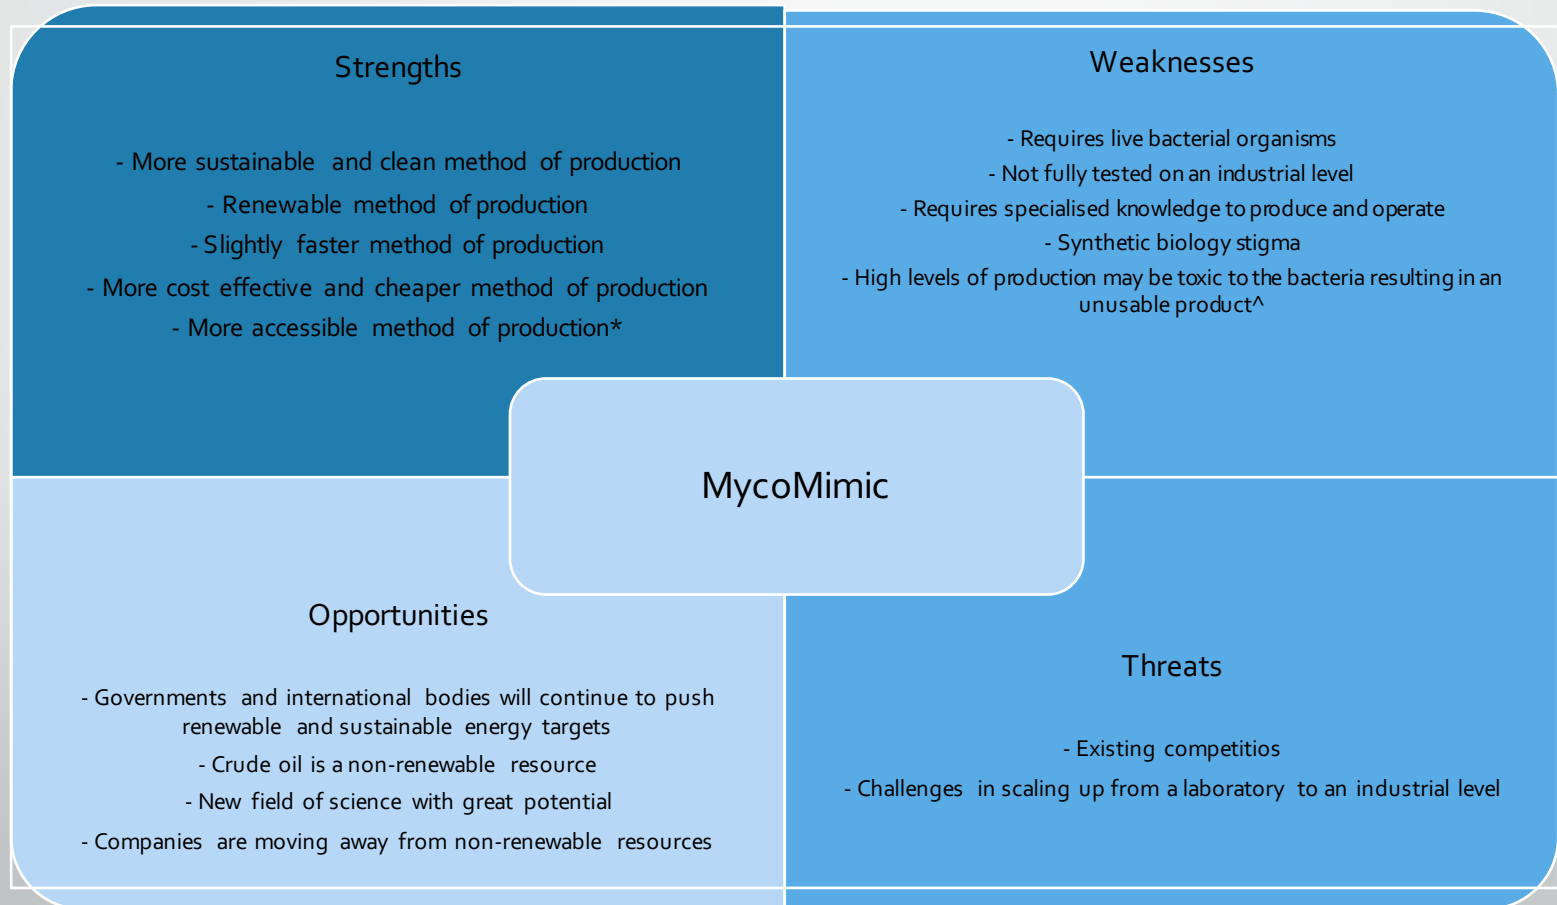 Strengths
- More sustainable and clean method of production
- Renewable method of production
- Slightly faster method of production
- More cost effective and cheaper method of production
- More accessible method of production*
Weaknesses
- Requires live bacterial organisms
- Not fully tested on an industrial level
- Requires specialised knowledge to produce and operate
- Synthetic biology stigma
- High levels of production may be toxic to the bacteria resulting in an
unusable product^
MycoMimic
Opportunities
- Governments and international bodies will continue to push
renewable and sustainable energy targets
- Crude oil is a non-renewable resource
- New field of science with great potential
- Companies are moving away from non-renewable resources
Threats
- Existing competitios
- Challenges in scaling up from a laboratory to an industrial level